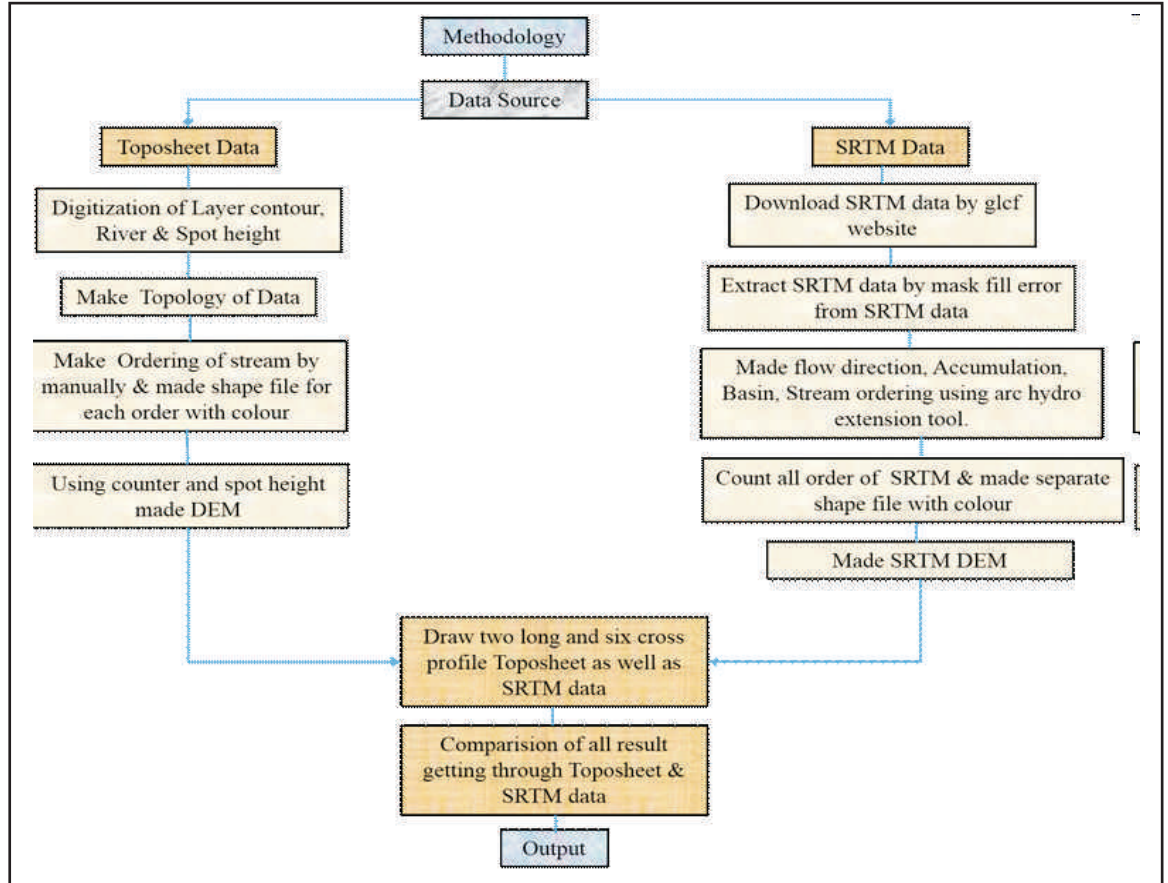 Methodology
Data Source
Toposheet Data
Digitization of Layer contour,
River & Spot height
Make Topology of Data
Make Ordering of stream by
manually & made shape file for
each order with colour
Using counter and spot height
made DEM
SRTM Data
Download SRTM data by glcf
website
Extract SRTM data by mask fill error
from SRTM data
Made flow direction, Accumulation,
Basin, Stream ordering using arc hydro
extension tool.
Count all order of SRTM & made separate
shape file with colour
Made SRTM DEM
Draw two long and six cross
profile Toposheet as well as
SRTM data
Comparision of all result
getting through Toposheet &
SRTM data
Output